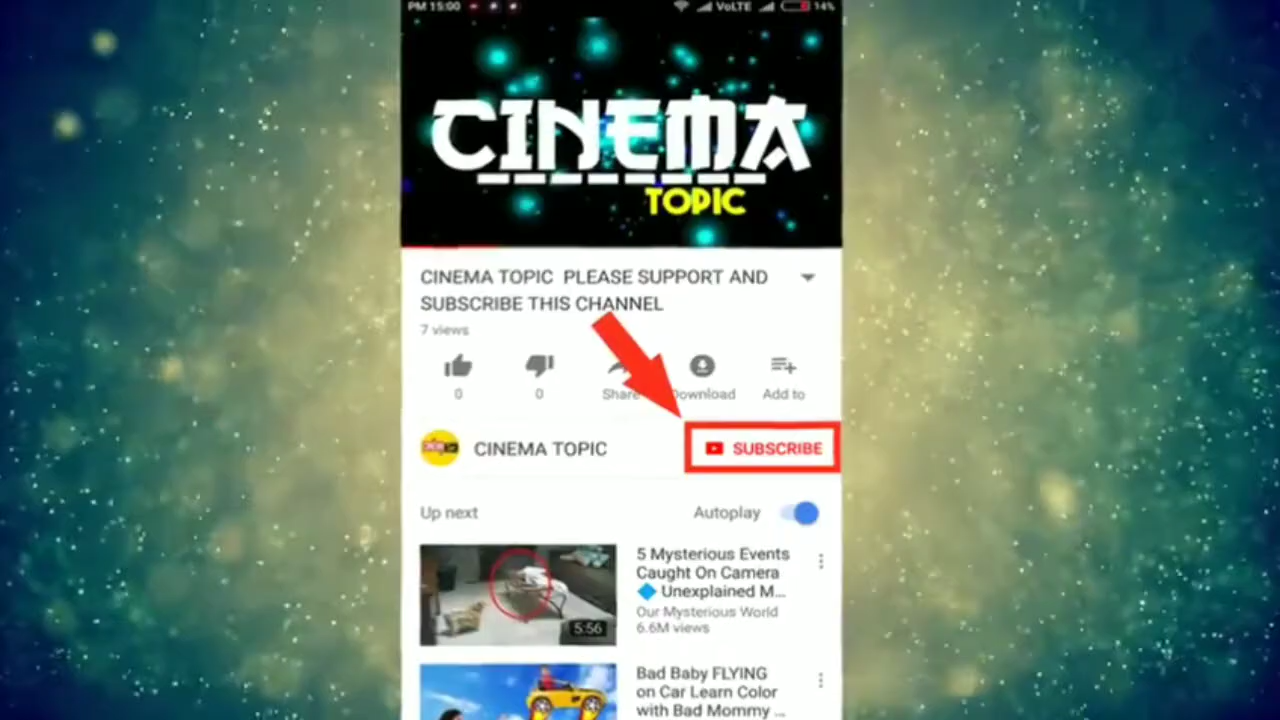 PM 15:00
VoLTE
14%
CINEMA
TOPIC
CINEMA TOPIC PLEASE SUPPORT AND
SUBSCRIBE THIS CHANNEL
7 views
0
0
Share
Download
Add to
CINEMA TOPIC
SUBSCRIBE
Up next
Autoplay
5:56
5 Mysterious Events
Caught On Camera
🔷 Unexplained M...
Our Mysterious World
6.6M views
Bad Baby FLYING
on Car Learn Color
with Bad Mommy ...